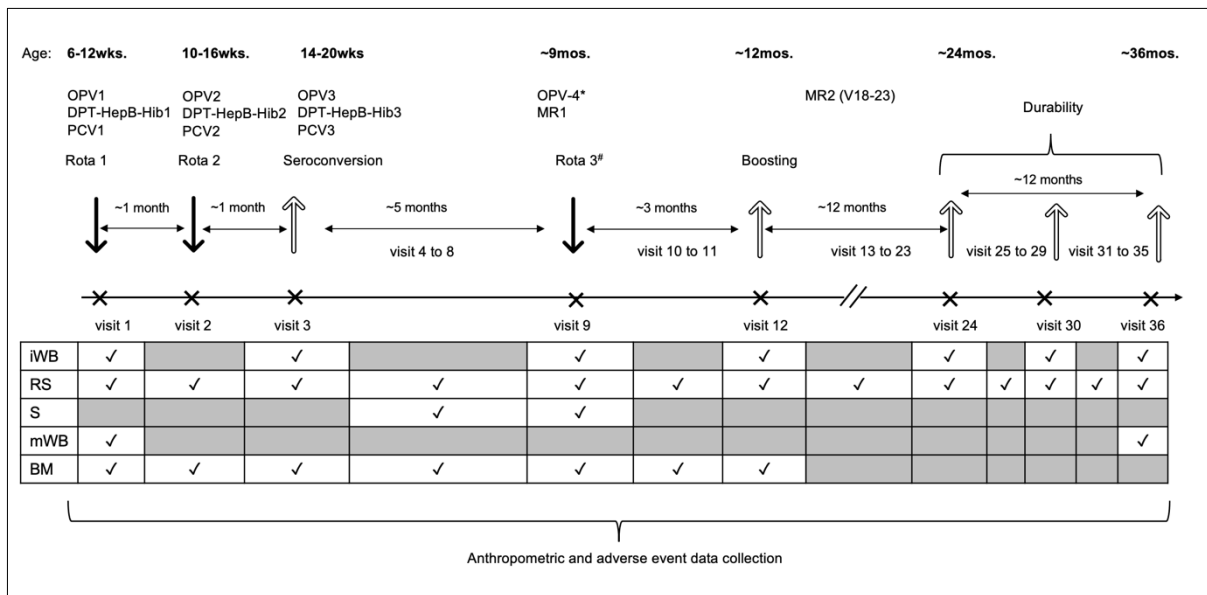 Age: 6-12wks. 10-16wks. 14-20wks ~9mos. ~12mos. ~24mos. ~36mos.
OPV1 OPV2 OPV3 OPV-4* MR2 (V18-23) Durability
DPT-HepB-Hib1 DPT-HepB-Hib2 DPT-HepB-Hib3 MR1
PCV1 PCV2 PCV3
Rota 1 Rota 2 Seroconversion Rota 3# Boosting
~12 months
~1 month ~1 month ~5 months ~3 months ~12 months
visit 4 to 8 visit 10 to 11 visit 13 to 23 visit 25 to 29 visit 31 to 35
visit 1 visit 2 visit 3 visit 9 visit 12 visit 24 visit 30 visit 36
iWB ✓ ✓ ✓ ✓ ✓ ✓ ✓
RS ✓ ✓ ✓ ✓ ✓ ✓ ✓ ✓ ✓ ✓ ✓ ✓ ✓
S ✓ ✓
mWB ✓ ✓
BM ✓ ✓ ✓ ✓ ✓ ✓ ✓
Anthropometric and adverse event data collection